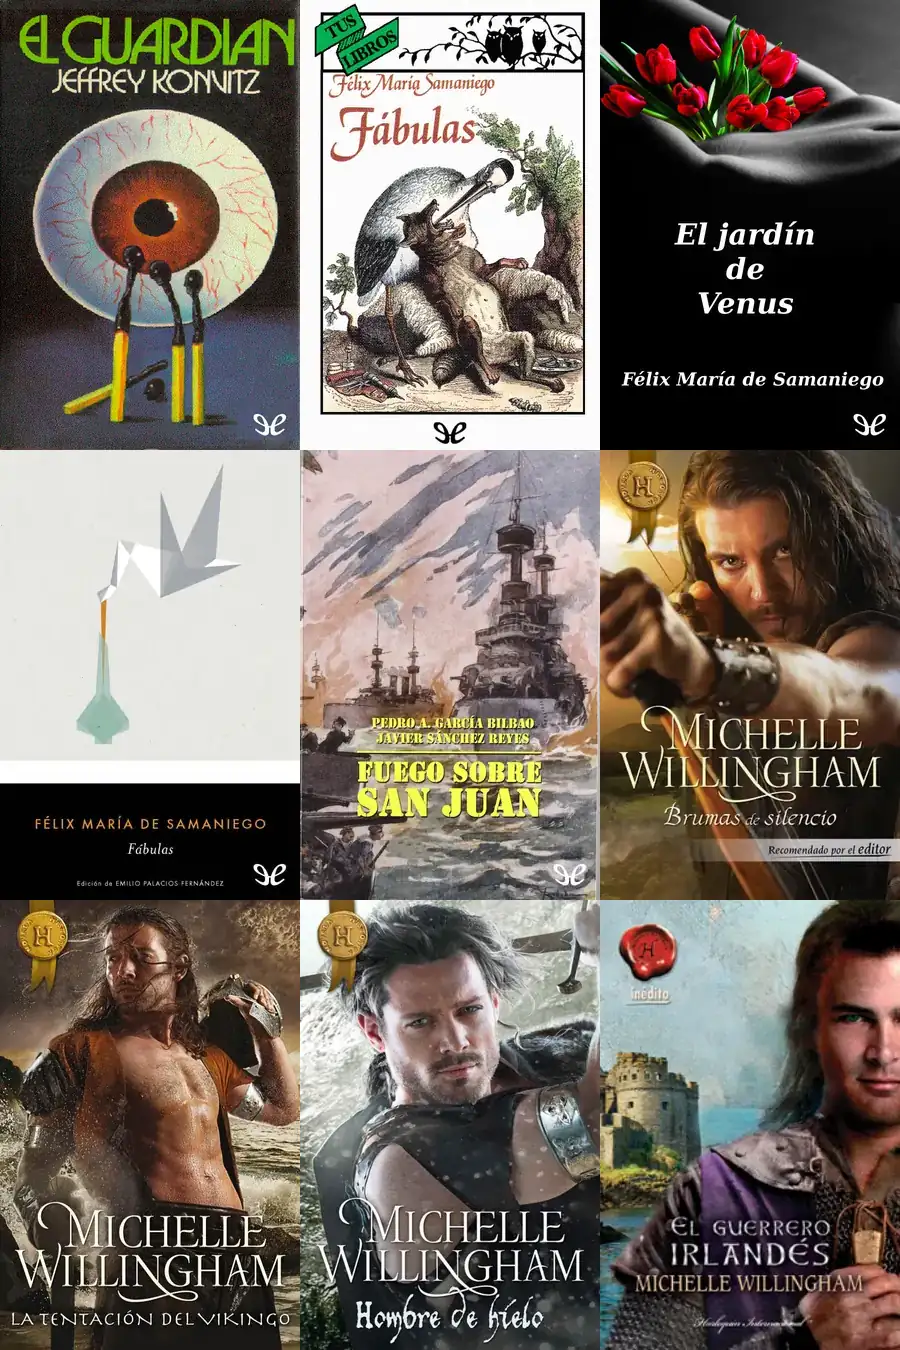 EL GUARDIAN
JEFFREY KONVITZ
TUS
LIBROS
Félix María Samaniego
Fábulas
El jardín
de
Venus
Félix María de Samaniego
FÉLIX MARÍA DE SAMANIEGO
Fábulas
Edición de EMILIO PALACIOS FERNÁNDEZ
PEDRO A. GARCÍA BILBAO
JAVIER SÁNCHEZ REYES
FUEGO SOBRE
SAN JUAN
H
MICHELLE
WILLINGHAM
Brumas de silencio
Recomendado por el editor
H
MICHELLE
WILLINGHAM
LA TENTACIÓN DEL VIKINGO
H
MICHELLE
WILLINGHAM
Hombre de hielo
H
inédito
EL GUERRERO
IRLANDÉS
MICHELLE WILLINGHAM
Harlequin Internacional